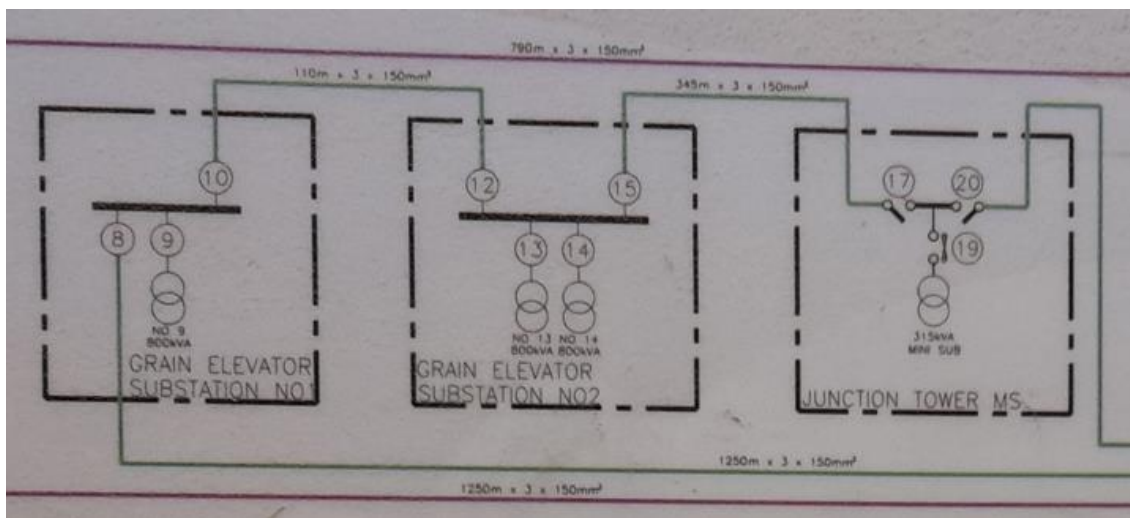 790m x 3 x 150mm²
110m x 3 x 150mm²
345m x 3 x 150mm²
10
12
15
17
20
8
9
13
14
19
NO 9
800kVA
NO 13
800kVA
NO 14
800kVA
315kVA
MINI SUB
GRAIN ELEVATOR
SUBSTATION NO1
GRAIN ELEVATOR
SUBSTATION NO2
JUNCTION TOWER MS.
1250m x 3 x 150mm²
1250m x 3 x 150mm²